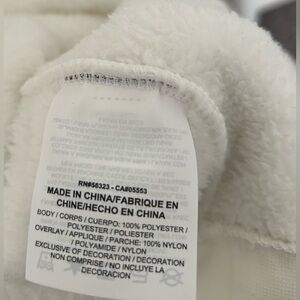 RN#56323 - CA#05553
MADE IN CHINA/FABRIQUE EN
CHINE/HECHO EN CHINA
BODY / CORPS / CUERPO: 100% POLYESTER /
POLYESTER / POLIESTER
OVERLAY / APPLIQUE / PARCHE: 100% NYLON
/ POLYAMIDE / NYLON
EXCLUSIVE OF DECORATION / DECORATION
NON COMPRISE / NO INCLUYE LA
DECORACION